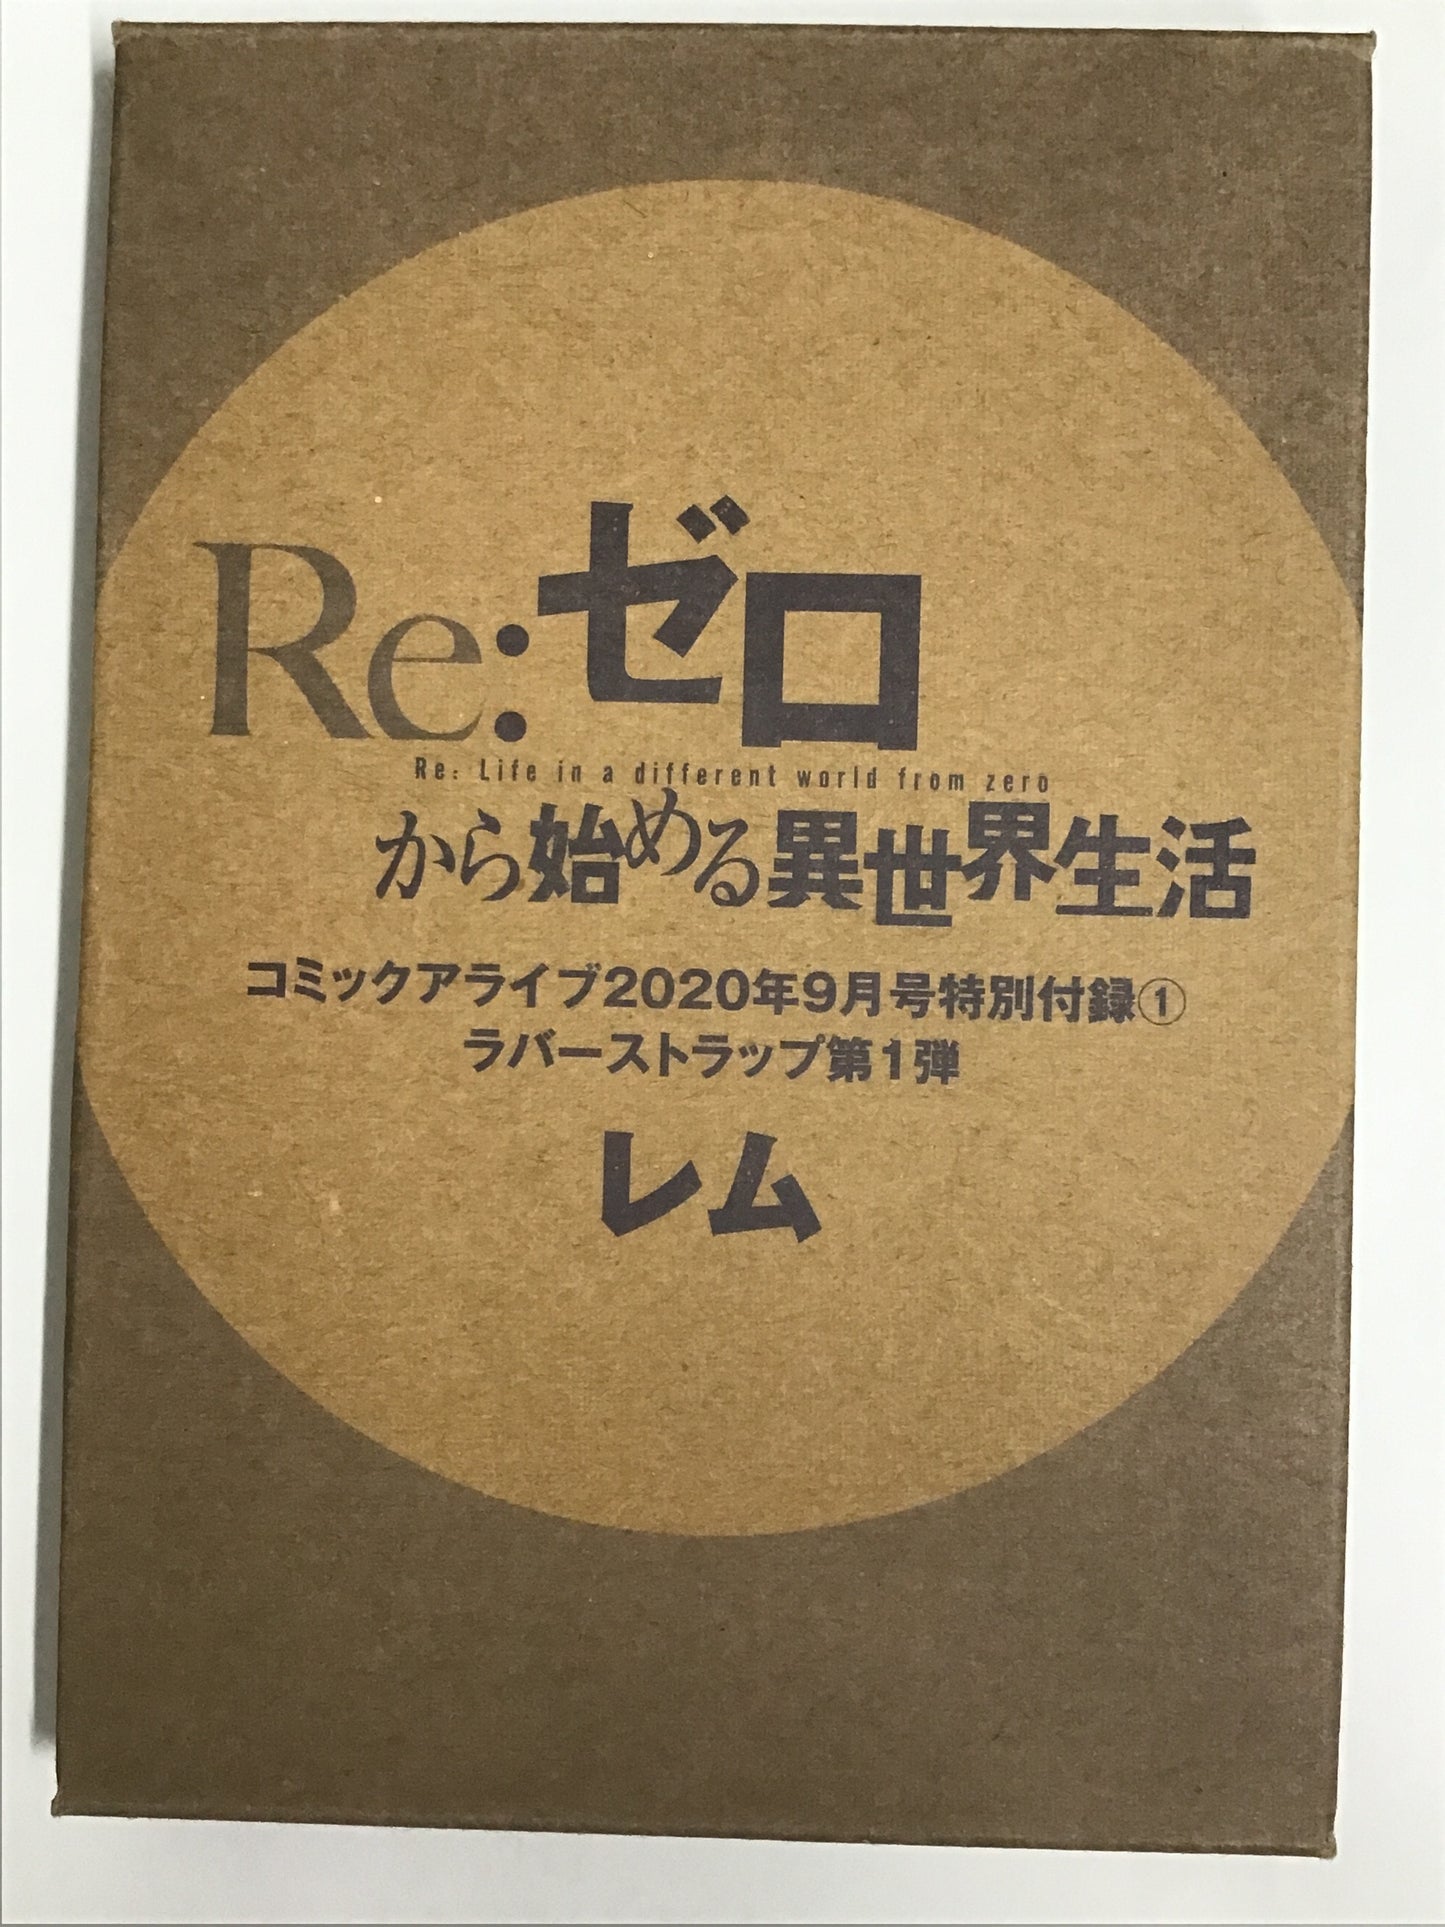 Re:ゼロ
Re: Life in a different world from zero
から始める異世界生活
コミックアライブ2020年9月号特別付録①
ラバーストラップ第1弾
レム